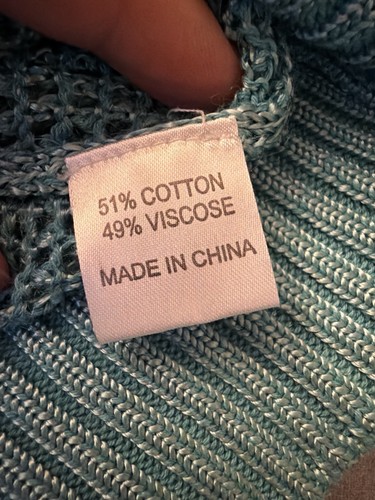 51% COTTON
49% VISCOSE
MADE IN CHINA